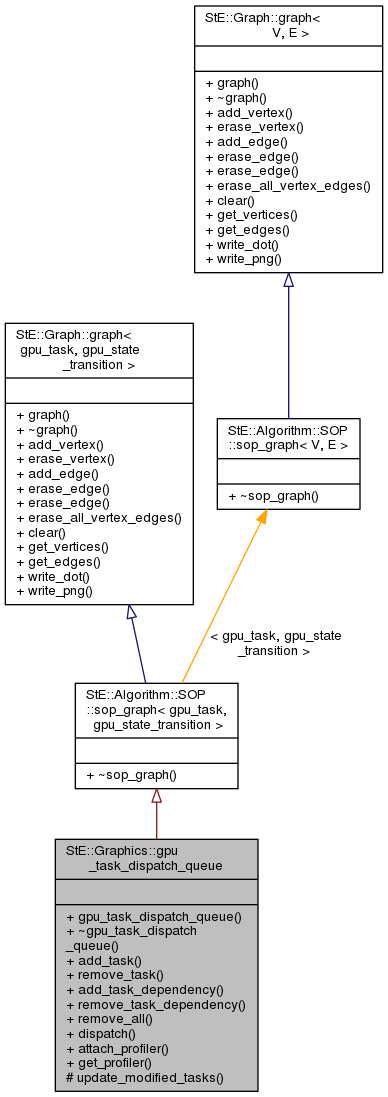 StE::Graph::graph<
V, E >
+ graph()
+ ~graph()
+ add_vertex()
+ erase_vertex()
+ add_edge()
+ erase_edge()
+ erase_edge()
+ erase_all_vertex_edges()
+ clear()
+ get_vertices()
+ get_edges()
+ write_dot()
+ write_png()
StE::Graph::graph<
gpu_task, gpu_state
_transition >
+ graph()
+ ~graph()
+ add_vertex()
+ erase_vertex()
+ add_edge()
+ erase_edge()
+ erase_edge()
+ erase_all_vertex_edges()
+ clear()
+ get_vertices()
+ get_edges()
+ write_dot()
+ write_png()
StE::Algorithm::SOP
::sop_graph< V, E >
+ ~sop_graph()
< gpu_task, gpu_state
_transition >
StE::Algorithm::SOP
::sop_graph< gpu_task,
gpu_state_transition >
+ ~sop_graph()
StE::Graphics::gpu
_task_dispatch_queue
+ gpu_task_dispatch_queue()
+ ~gpu_task_dispatch
_queue()
+ add_task()
+ remove_task()
+ add_task_dependency()
+ remove_task_dependency()
+ remove_all()
+ dispatch()
+ attach_profiler()
+ get_profiler()
# update_modified_tasks()